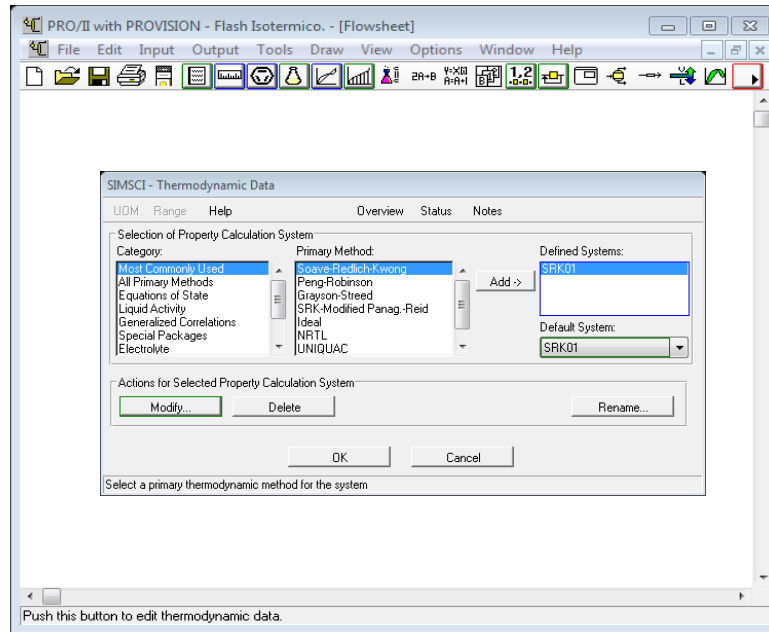 PRO/II with PROVISION - Flash Isotermico. - [Flowsheet]
File Edit Input Output Tools Draw View Options Window Help
2A+B Y=X(I) A=A+I 1.2
SIMSCI - Thermodynamic Data
UOM Range Help Overview Status Notes
Selection of Property Calculation System
Category: Primary Method: Defined Systems:
Most Commonly Used Soave-Redlich-Kwong SRK01
All Primary Methods Peng-Robinson Add ->
Equations of State Grayson-Streed
Liquid Activity SRK-Modified Panag.-Reid
Generalized Correlations Ideal Default System:
Special Packages NRTL SRK01
Electrolyte UNIQUAC
Actions for Selected Property Calculation System
Modify... Delete Rename...
OK Cancel
Select a primary thermodynamic method for the system
Push this button to edit thermodynamic data.